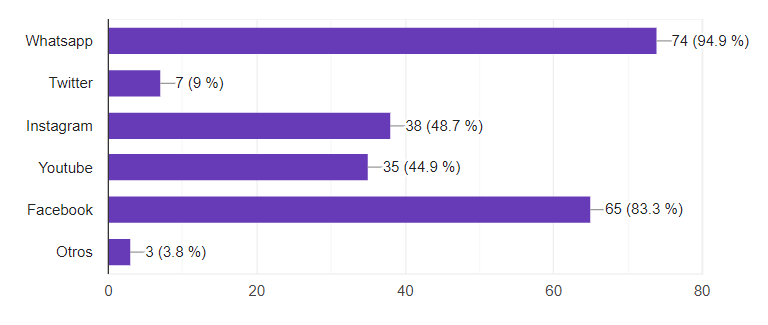 Whatsapp 74 (94.9 %)
Twitter 7 (9 %)
Instagram 38 (48.7 %)
Youtube 35 (44.9 %)
Facebook 65 (83.3 %)
Otros 3 (3.8 %)
0 20 40 60 80